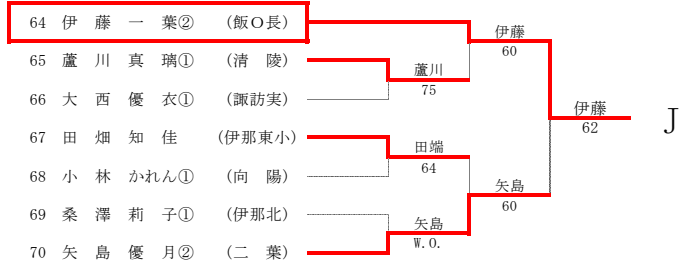 64 伊 藤 一 葉② (飯O長)
伊藤
60
65 蘆 川 真 璃① (清 陵)
蘆川
75
66 大 西 優 衣① (諏訪実)
伊藤
62
J
67 田 畑 知 佳 (伊那東小)
田端
64
68 小 林 かれん① (向 陽)
矢島
60
69 桑 澤 莉 子① (伊那北)
矢島
W.O.
70 矢 島 優 月② (二 葉)